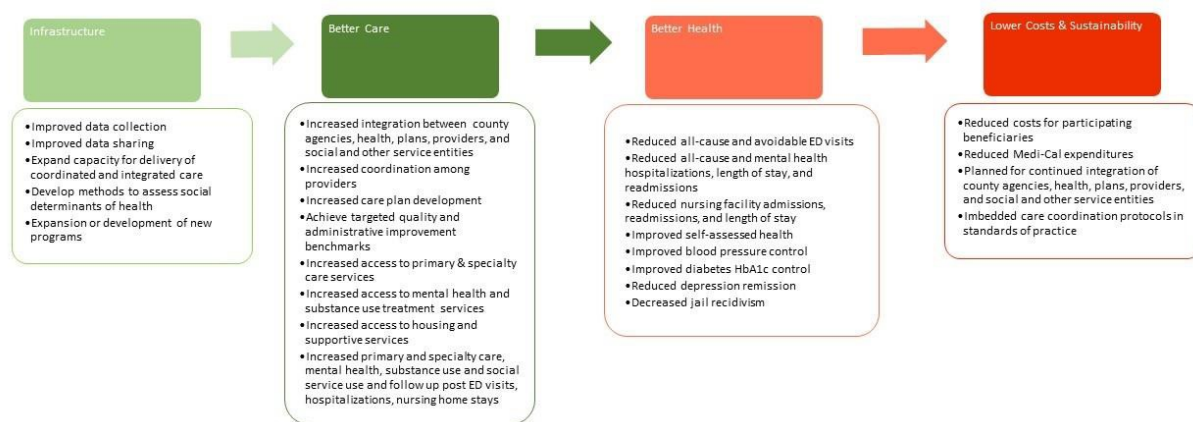 Infrastructure
•Improved data collection
•Improved data sharing
•Expand capacity for delivery of
coordinated and integrated care
•Develop methods to assess social
determinants of health
•Expansion or development of new
programs
Better Care
•Increased integration between county
agencies, health, plans, providers, and
social and other service entities
•Increased coordination among
providers
•Increased care plan development
•Achieve targeted quality and
administrative improvement
benchmarks
•Increased access to primary & specialty
care services
•Increased access to mental health and
substance use treatment services
•Increased access to housing and
supportive services
•Increased primary and specialty care,
mental health, substance use and social
service use and follow up post ED visits,
hospitalizations, nursing home stays
Better Health
•Reduced all-cause and avoidable ED visits
•Reduced all-cause and mental health
hospitalizations, length of stay, and
readmissions
•Reduced nursing facility admissions,
readmissions, and length of stay
•Improved self-assessed health
•Improved blood pressure control
•Improved diabetes HbA1c control
•Reduced depression remission
•Decreased jail recidivism
Lower Costs & Sustainability
•Reduced costs for participating
beneficiaries
•Reduced Medi-Cal expenditures
•Planned for continued integration of
county agencies, health, plans, providers,
and social and other service entities
•Imbedded care coordination protocols in
standards of practice